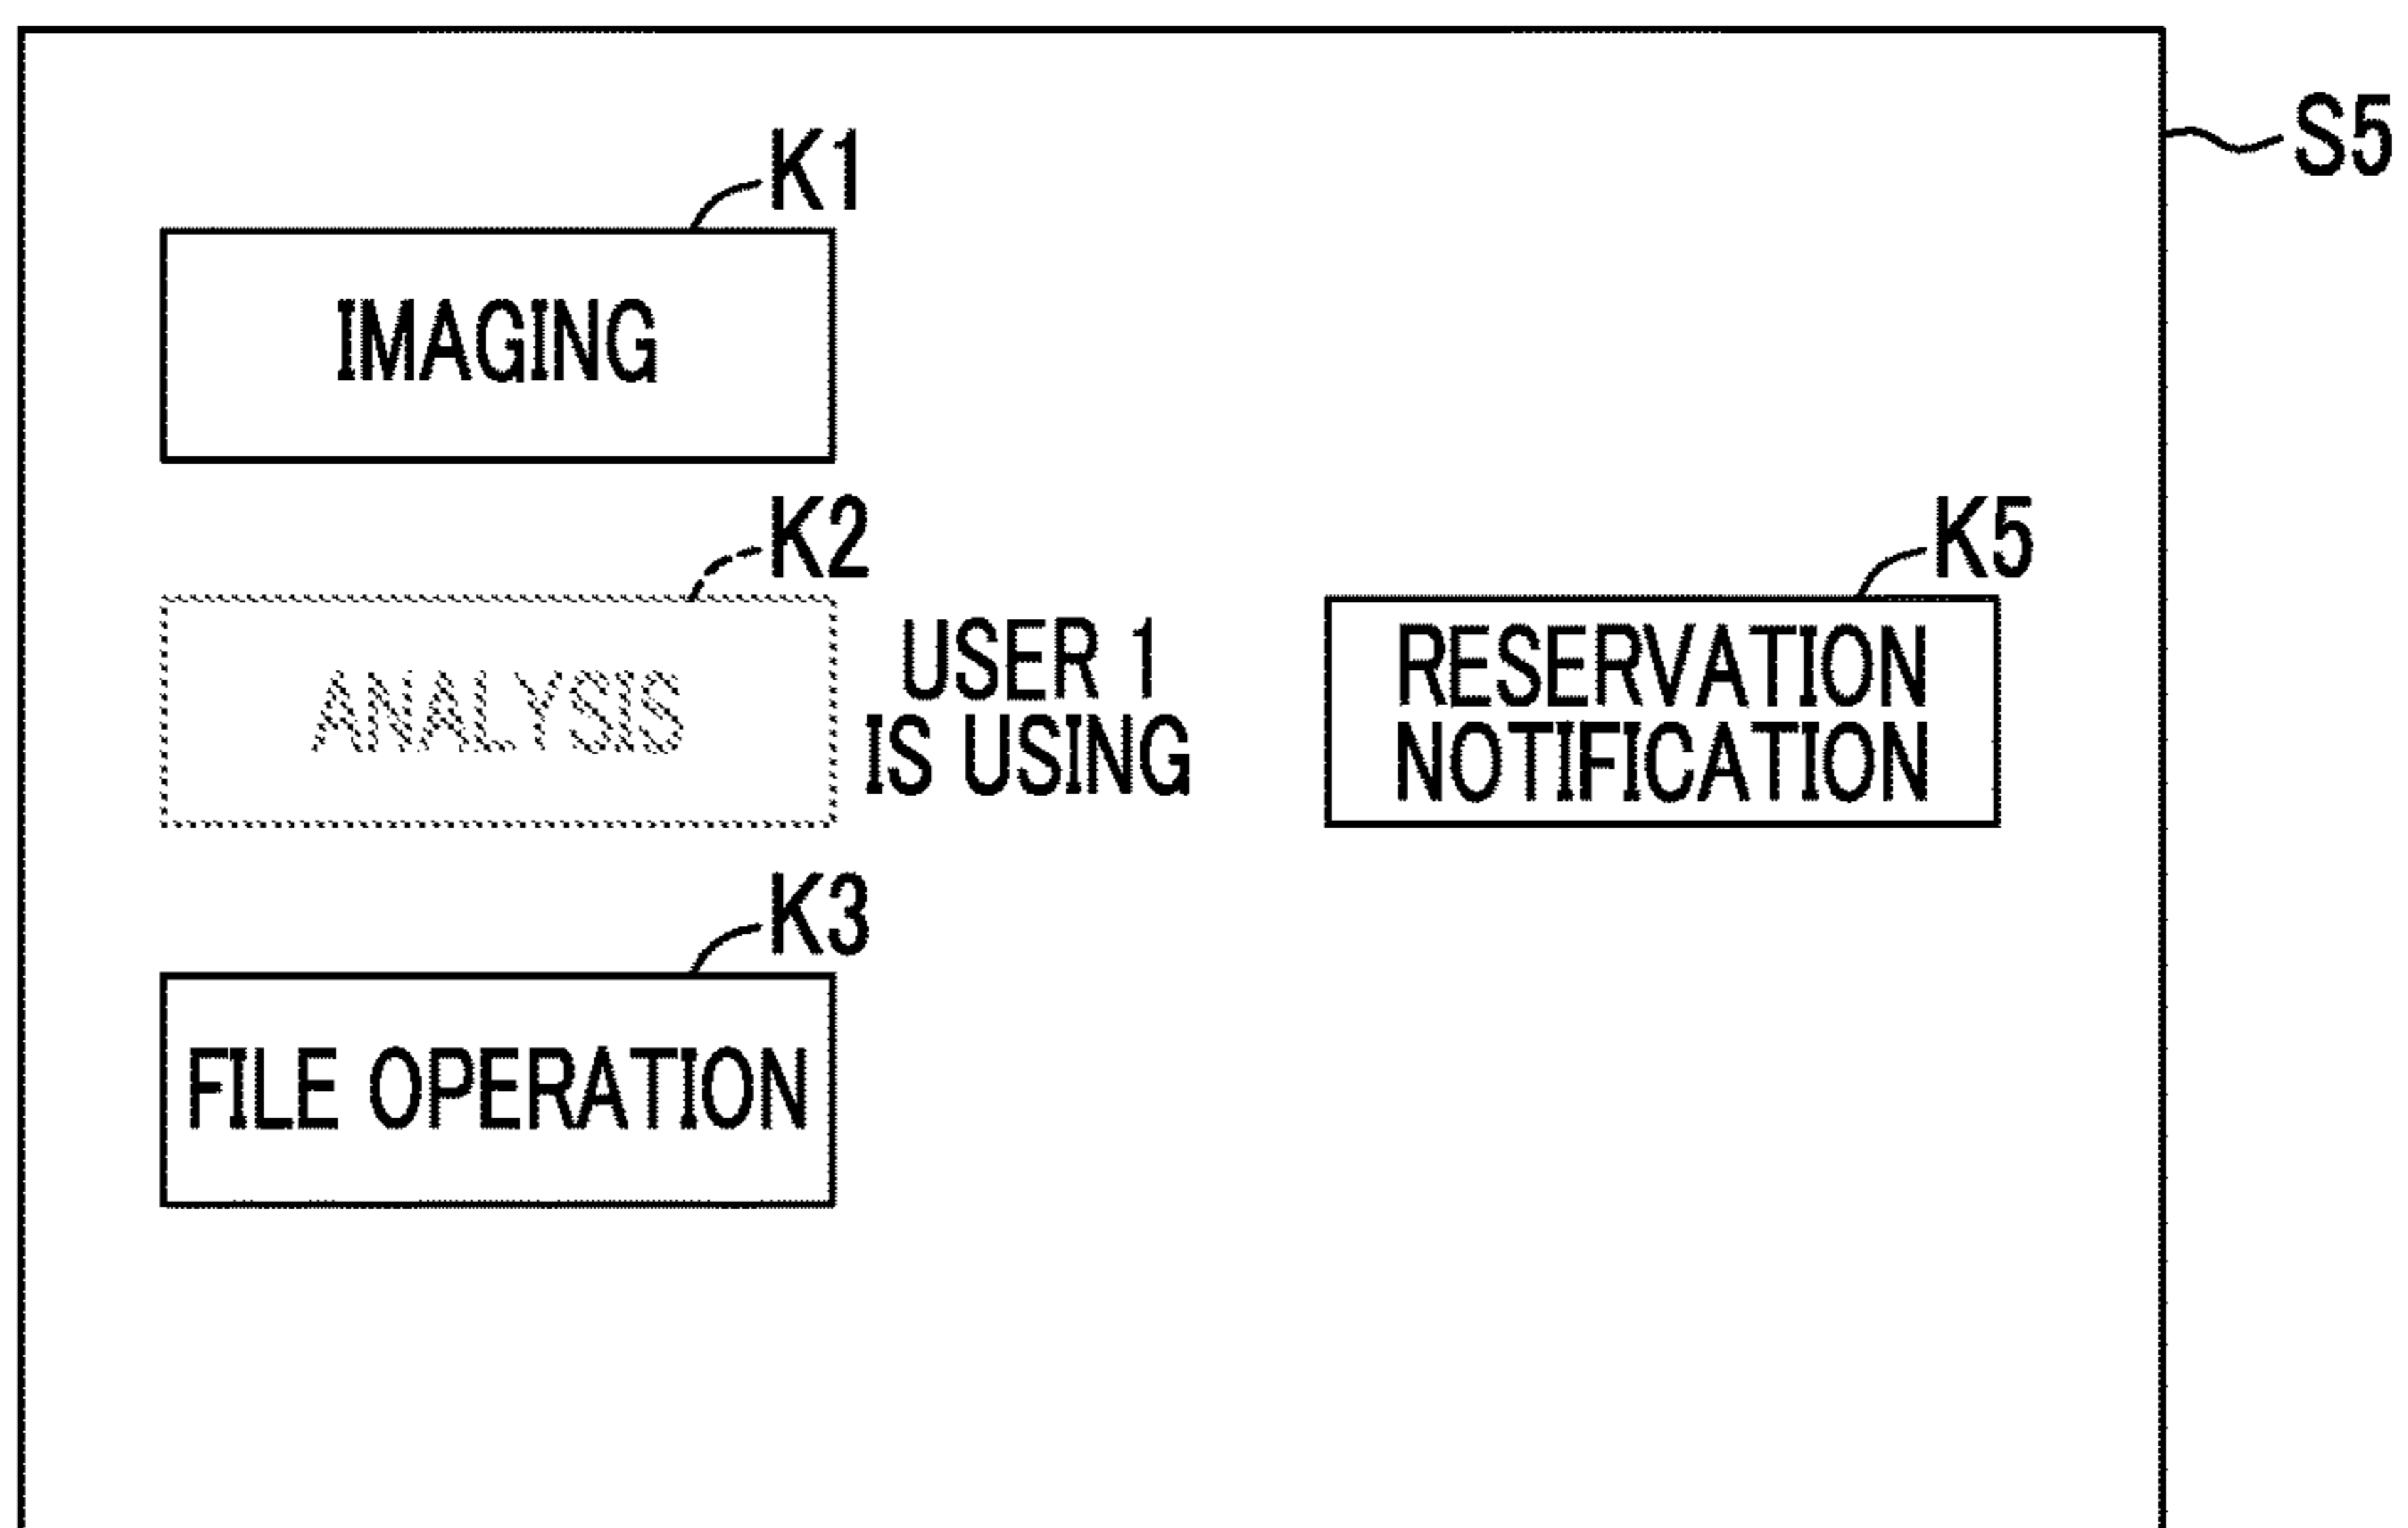 S5
K1
IMAGING
K2
ANALYSIS
USER 1
IS USING
K5
RESERVATION
NOTIFICATION
K3
FILE OPERATION